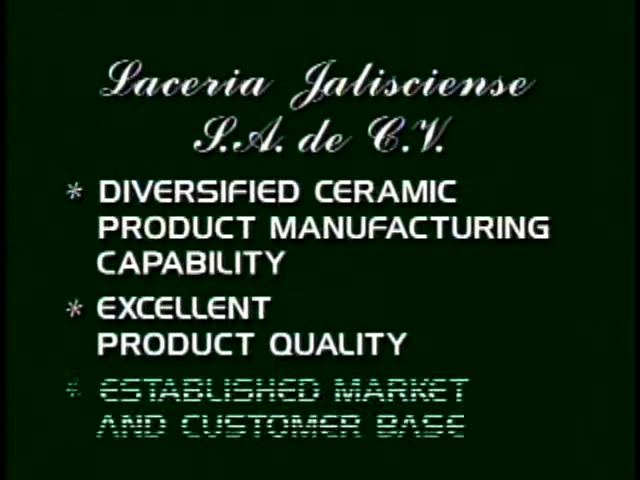 Laceria Jalisciense
S.A. de C.V.
* DIVERSIFIED CERAMIC
PRODUCT MANUFACTURING
CAPABILITY
* EXCELLENT
PRODUCT QUALITY
* ESTABLISHED MARKET
AND CUSTOMER BASE